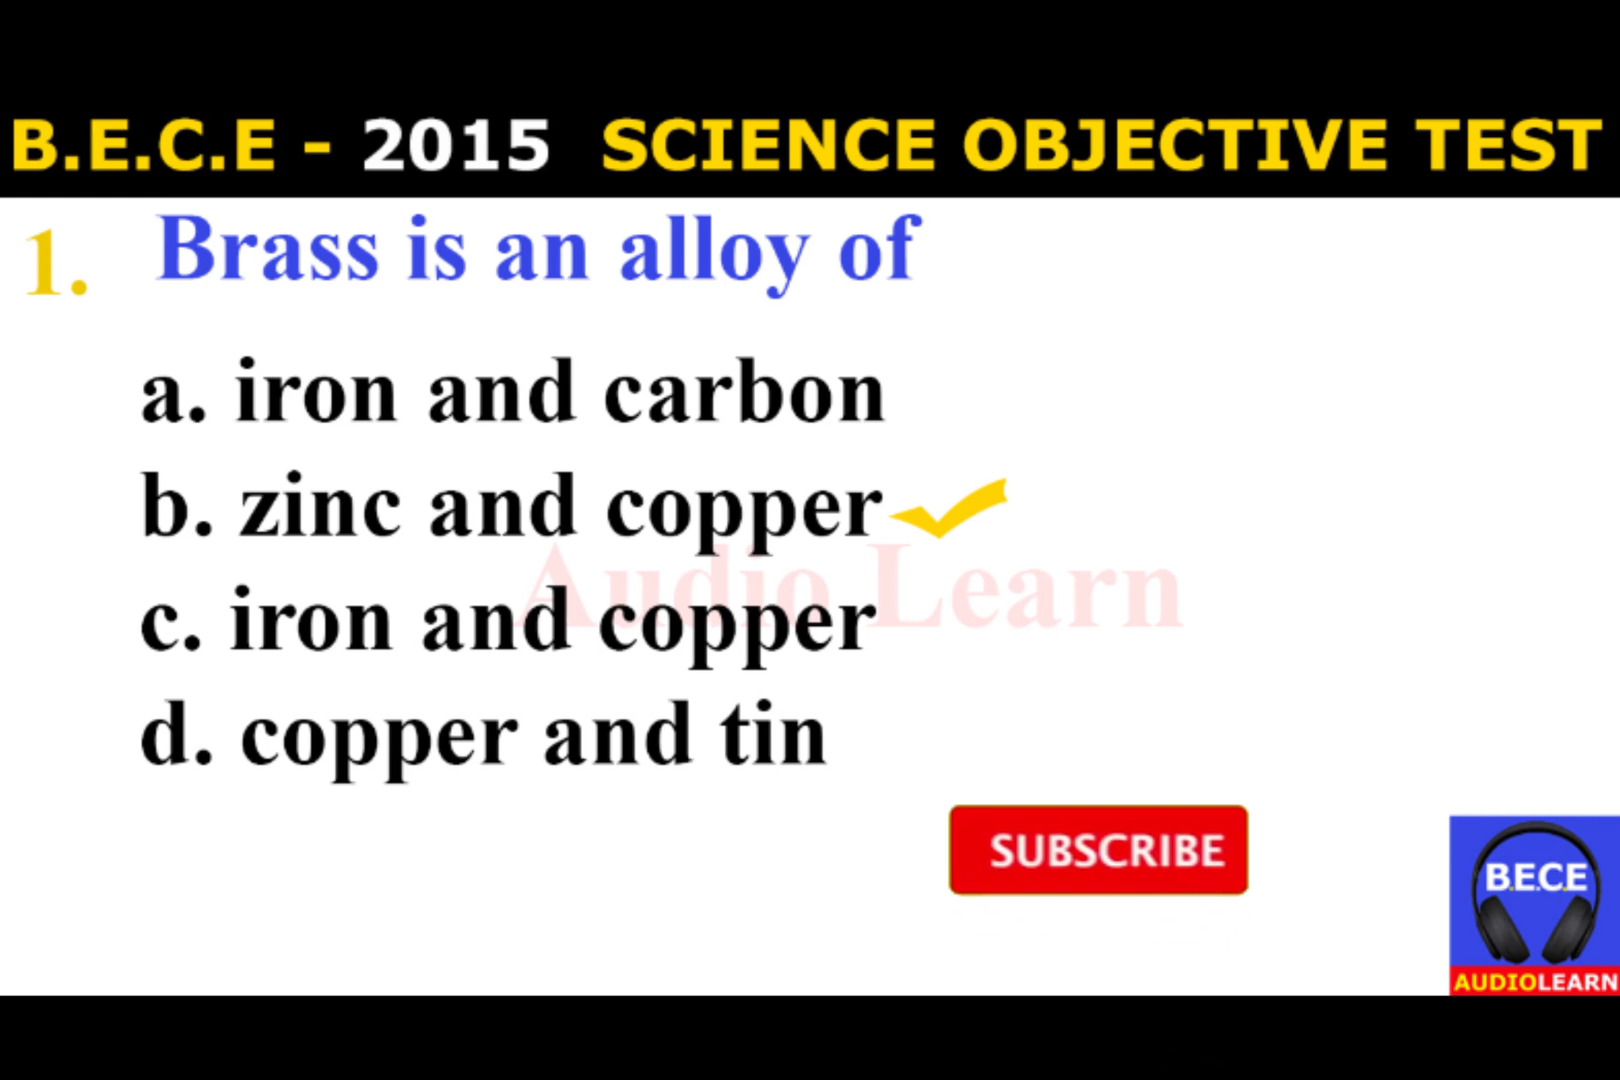 B.E.C.E - 2015 SCIENCE OBJECTIVE TEST
1. Brass is an alloy of
a. iron and carbon
b. zinc and copper
Audio Learn
c. iron and copper
d. copper and tin
SUBSCRIBE
B.E.C.E
AUDIOLEARN